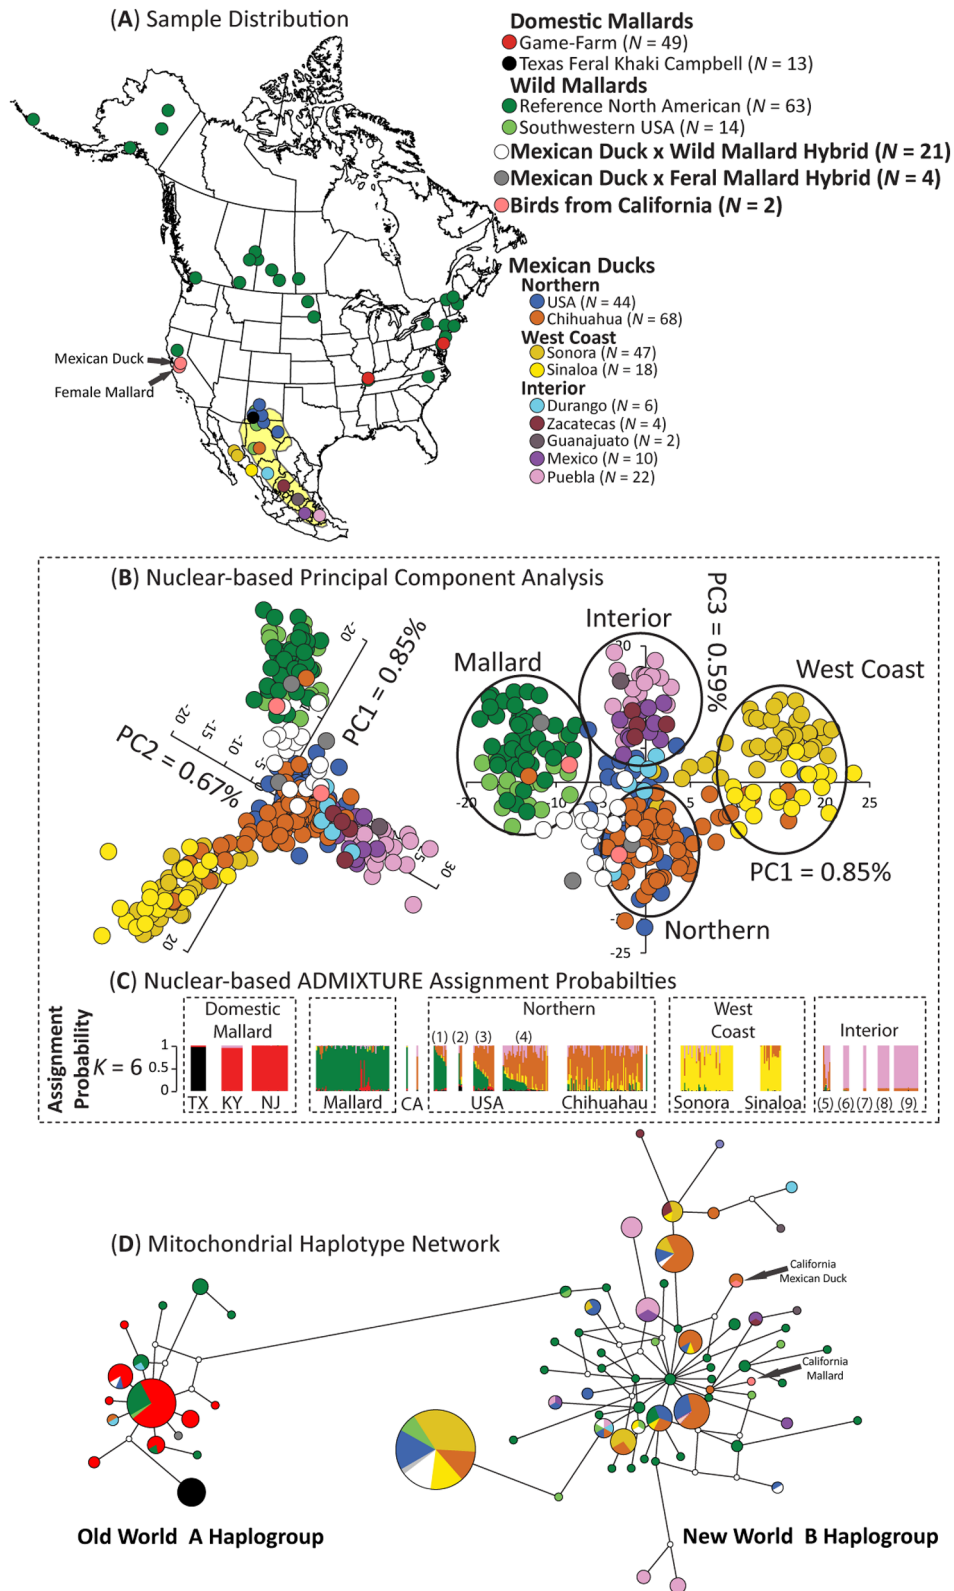 (A) Sample Distribution
Domestic Mallards
Game-Farm (N = 49)
Texas Feral Khaki Campbell (N = 13)
Wild Mallards
Reference North American (N = 63)
Southwestern USA (N = 14)
Mexican Duck x Wild Mallard Hybrid (N = 21)
Mexican Duck x Feral Mallard Hybrid (N = 4)
Birds from California (N = 2)
Mexican Ducks
Northern
USA (N = 44)
Chihuahua (N = 68)
West Coast
Sonora (N = 47)
Sinaloa (N = 18)
Interior
Durango (N = 6)
Zacatecas (N = 4)
Guanajuato (N = 2)
Mexico (N = 10)
Puebla (N = 22)
Mexican Duck
Female Mallard
(B) Nuclear-based Principal Component Analysis
-20
PC1 = 0.85%
-20
-15
-10
PC2 = 0.67%
30
20
Mallard
Interior
West Coast
PC3 = 0.59%
-20
5
20
25
PC1 = 0.85%
Northern
-25
(C) Nuclear-based ADMIXTURE Assignment Probabilties
Assignment
Probability
K = 6
1
0.5
0
Domestic
Mallard
Northern
West
Coast
Interior
(1) (2) (3) (4)
TX KY NJ Mallard CA USA Chihuahau Sonora Sinaloa (5) (6) (7) (8) (9)
(D) Mitochondrial Haplotype Network
California
Mexican Duck
California
Mallard
Old World A Haplogroup
New World B Haplogroup